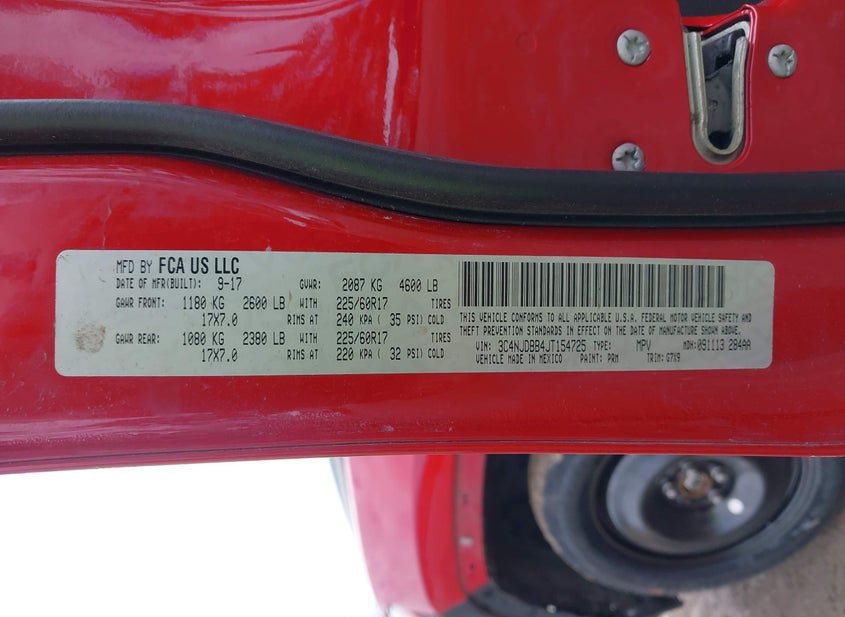 MFD BY FCA US LLC
DATE OF MFR(BUILT): 9-17 GVWR: 2087 KG 4600 LB
GAWR FRONT: 1180 KG 2600 LB WITH 225/60R17 TIRES
17X7.0 RIMS AT 240 KPA ( 35 PSI) COLD
GAWR REAR: 1080 KG 2380 LB WITH 225/60R17 TIRES
17X7.0 RIMS AT 220 KPA ( 32 PSI) COLD
THIS VEHICLE CONFORMS TO ALL APPLICABLE U.S.A. FEDERAL MOTOR VEHICLE SAFETY AND
THEFT PREVENTION STANDARDS IN EFFECT ON THE DATE OF MANUFACTURE SHOWN ABOVE.
VIN: 3C4NJDBB4JT154725 TYPE: MPV MDH: 091113 284AA
VEHICLE MADE IN MEXICO PAINT: PRM TRIM: G7X9